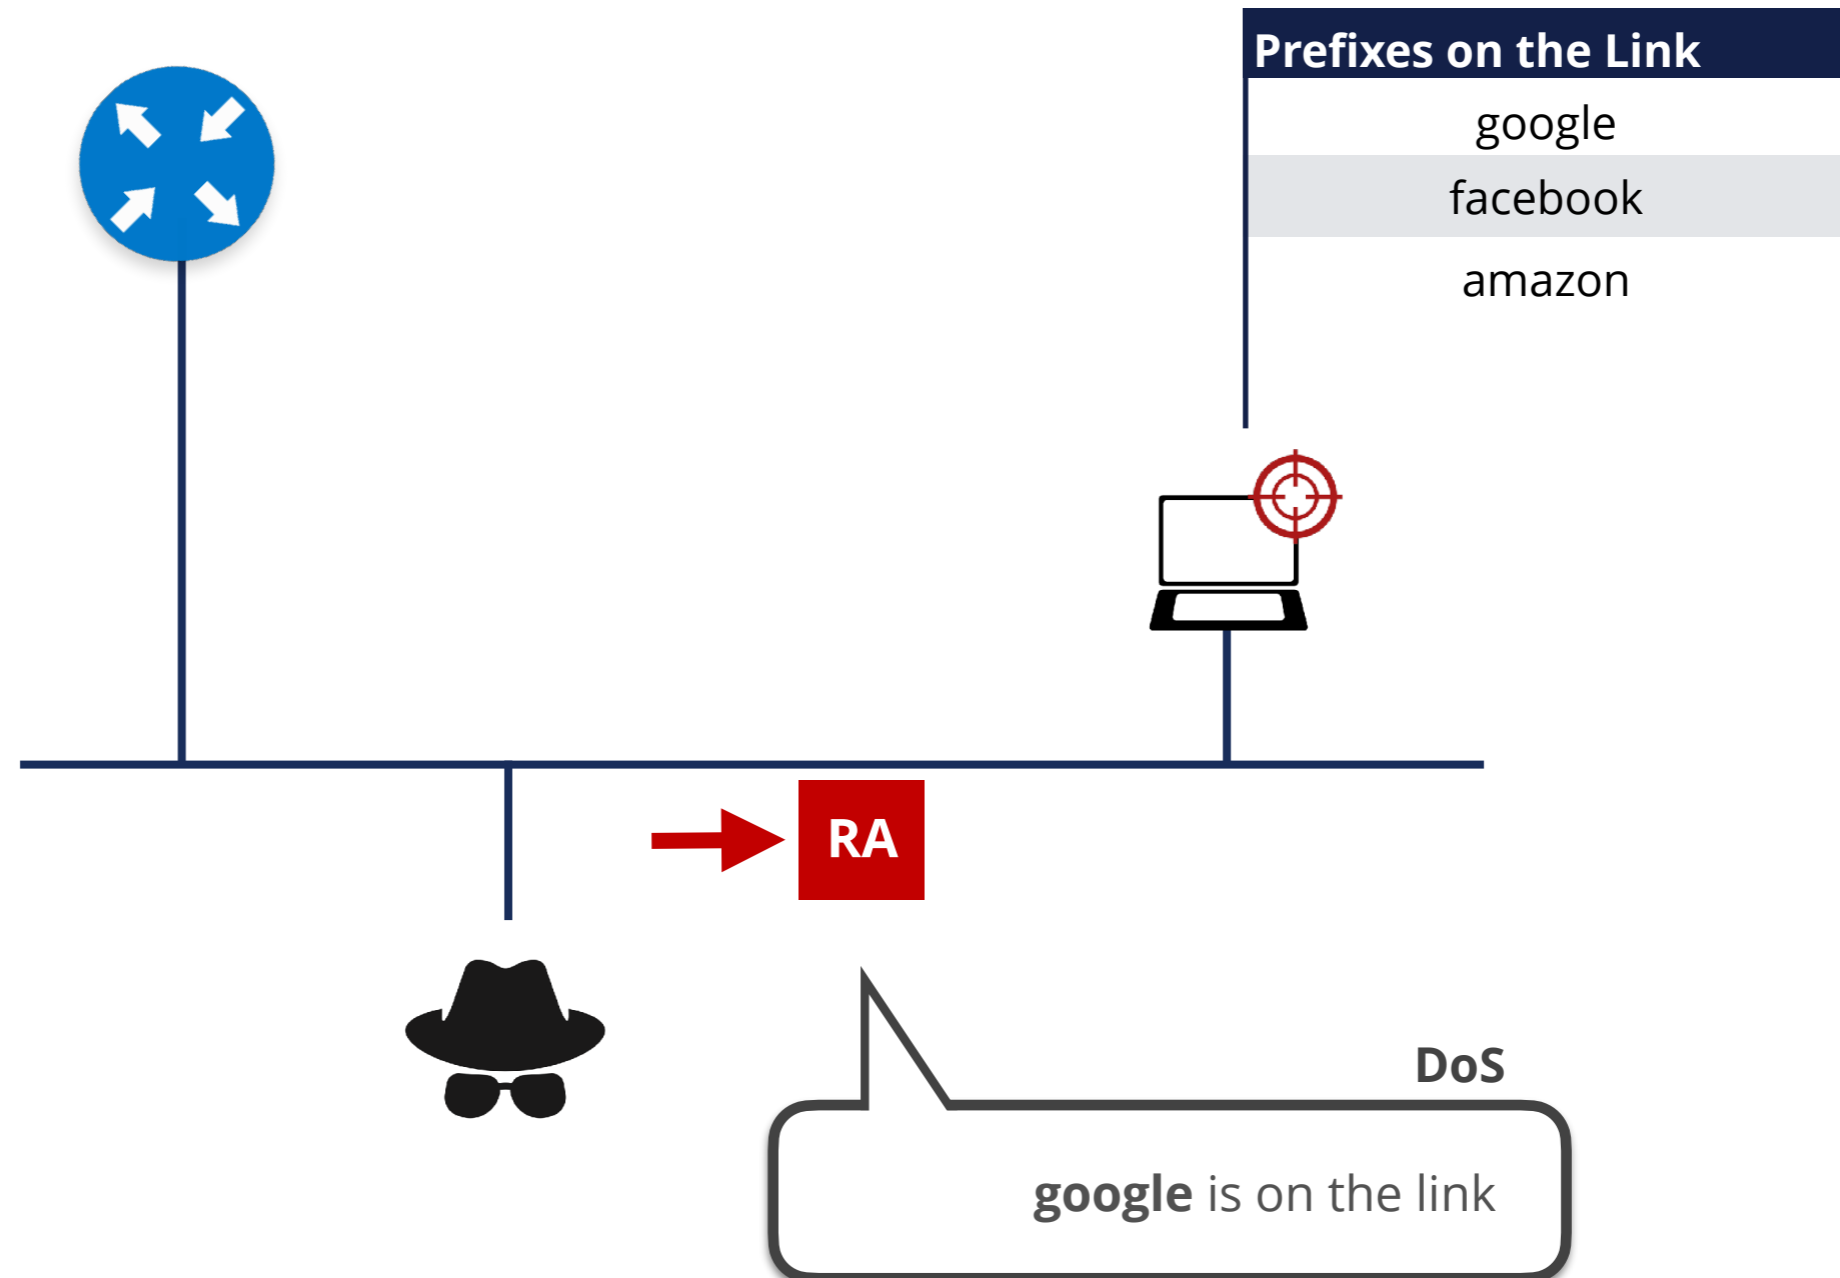 Prefixes on the Link
google
facebook
amazon
RA
DoS
google is on the link